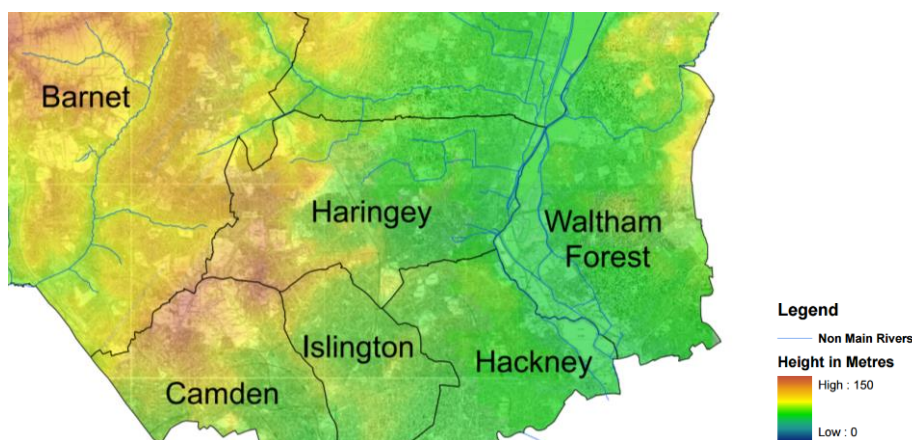 Barnet
Haringey
Waltham
Forest
Islington
Hackney
Camden
Legend
Non Main Rivers
Height in Metres
High : 150
Low : 0